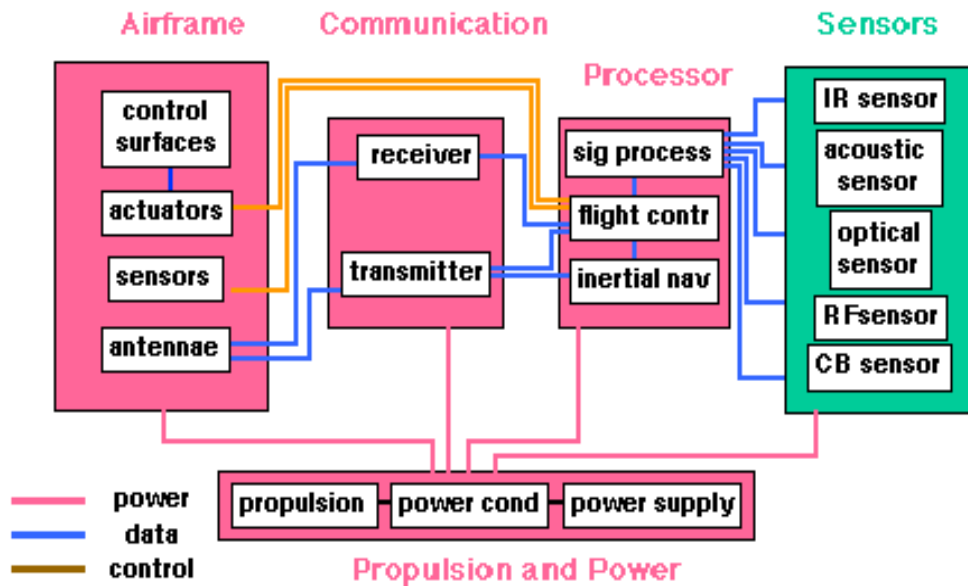 Airframe
Communication
Sensors
Processor
control
surfaces
actuators
sensors
antennae
receiver
transmitter
sig process
flight contr
inertial nav
IR sensor
acoustic
sensor
optical
sensor
RFsensor
CB sensor
power
data
control
propulsion
power cond
power supply
Propulsion and Power